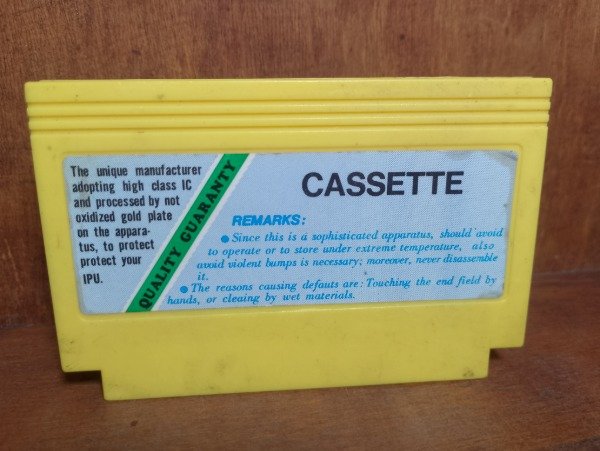 The unique manufacturer
adopting high class IC
and processed by not
oxidized gold plate
on the appara-
tus, to protect
protect your
IPU.
QUALITY GUARANTY
CASSETTE
REMARKS:
● Since this is a sophisticated apparatus, should avoid
to operate or to store under extreme temperature, also
avoid violent bumps is necessary; moreover, never disassemble
it.
● The reasons causing defauts are: Touching the end field by
hands, or cleaing by wet materials.